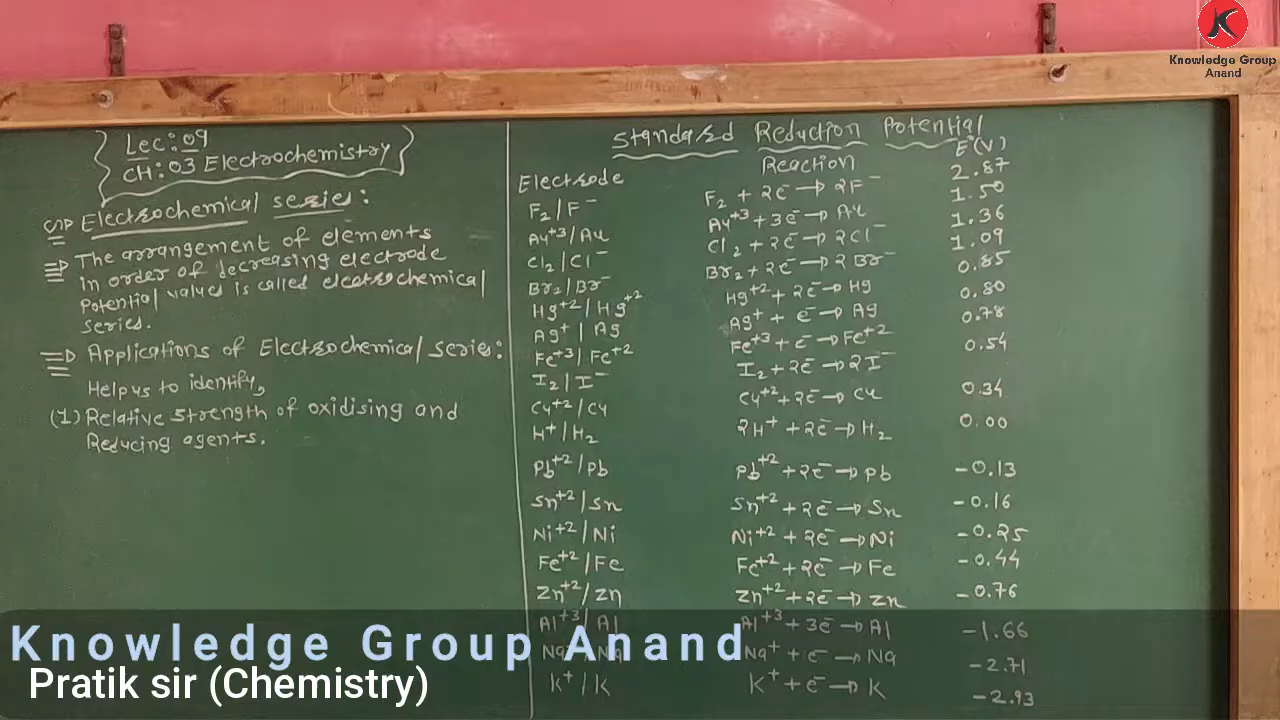 Knowledge Group
Anand
Lec:09
CH:03 Electrochemistry
Electrochemical series:
The arrangement of elements
in order of decreasing electrode
Potential values is called electrochemical
series.
Applications of Electrochemical series:
Help us to identify,
(1) Relative strength of oxidising and
Reducing agents.
Standard Reduction Potential
Electrode Reaction E°(V)
F₂/F⁻ F₂ + 2e⁻ → 2F⁻ 2.87
Au⁺³/Au Au⁺³ + 3e⁻ → Au 1.50
Cl₂/Cl⁻ Cl₂ + 2e⁻ → 2Cl⁻ 1.36
Br₂/Br⁻ Br₂ + 2e⁻ → 2Br⁻ 1.09
Hg⁺²/Hg⁺² Hg⁺² + 2e⁻ → Hg 0.85
Ag⁺/Ag Ag⁺ + e⁻ → Ag 0.80
Fe⁺³/Fe⁺² Fe⁺³ + e⁻ → Fe⁺² 0.78
I₂/I⁻ I₂ + 2e⁻ → 2I⁻ 0.54
Cu⁺²/Cu Cu⁺² + 2e⁻ → Cu 0.34
H⁺/H₂ 2H⁺ + 2e⁻ → H₂ 0.00
Pb⁺²/Pb Pb⁺² + 2e⁻ → Pb -0.13
Sn⁺²/Sn Sn⁺² + 2e⁻ → Sn -0.16
Ni⁺²/Ni Ni⁺² + 2e⁻ → Ni -0.25
Fe⁺²/Fe Fe⁺² + 2e⁻ → Fe -0.44
Zn⁺²/Zn Zn⁺² + 2e⁻ → Zn -0.76
Al⁺³/Al Al⁺³ + 3e⁻ → Al -1.66
Na⁺ + e⁻ → Na -2.71
K⁺/K K⁺ + e⁻ → K -2.93
Knowledge Group Anand
Pratik sir (Chemistry)